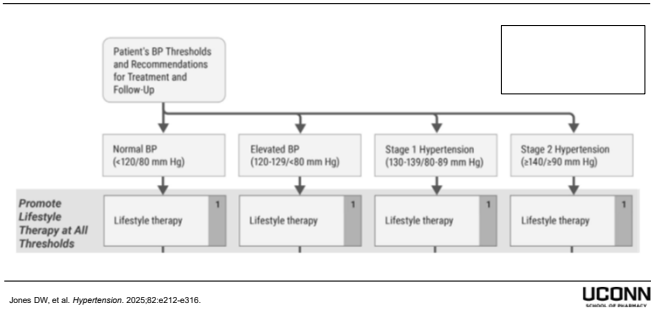 Patient's BP Thresholds
and Recommendations
for Treatment and
Follow-Up
Normal BP
(<120/80 mm Hg)
Elevated BP
(120-129/<80 mm Hg)
Stage 1 Hypertension
(130-139/80-89 mm Hg)
Stage 2 Hypertension
(≥140/≥90 mm Hg)
Promote
Lifestyle
Therapy at All
Thresholds
Lifestyle therapy
1
Lifestyle therapy
1
Lifestyle therapy
1
Lifestyle therapy
1
Jones DW, et al. Hypertension. 2025;82:e212-e316.
UCONN
SCHOOL OF PHARMACY